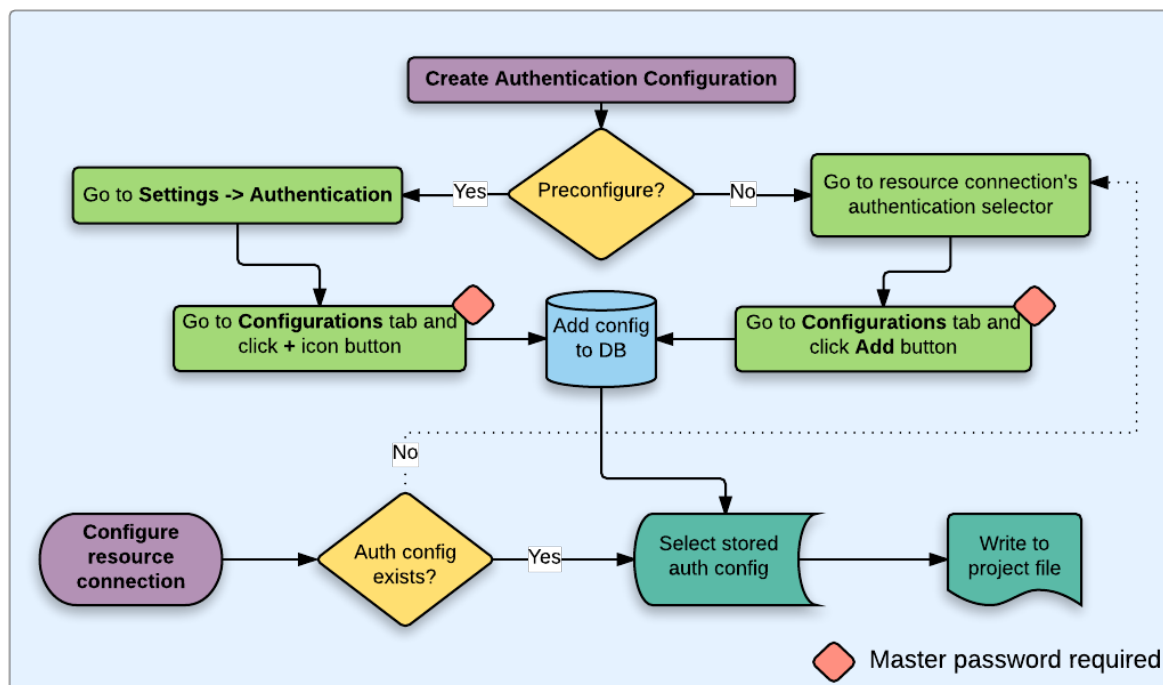 Create Authentication Configuration
Preconfigure?
Yes
No
Go to Settings -> Authentication
Go to resource connection's
authentication selector
Go to Configurations tab and
click + icon button
Add config
to DB
Go to Configurations tab and
click Add button
No
Configure
resource
connection
Auth config
exists?
Yes
Select stored
auth config
Write to
project file
Master password required